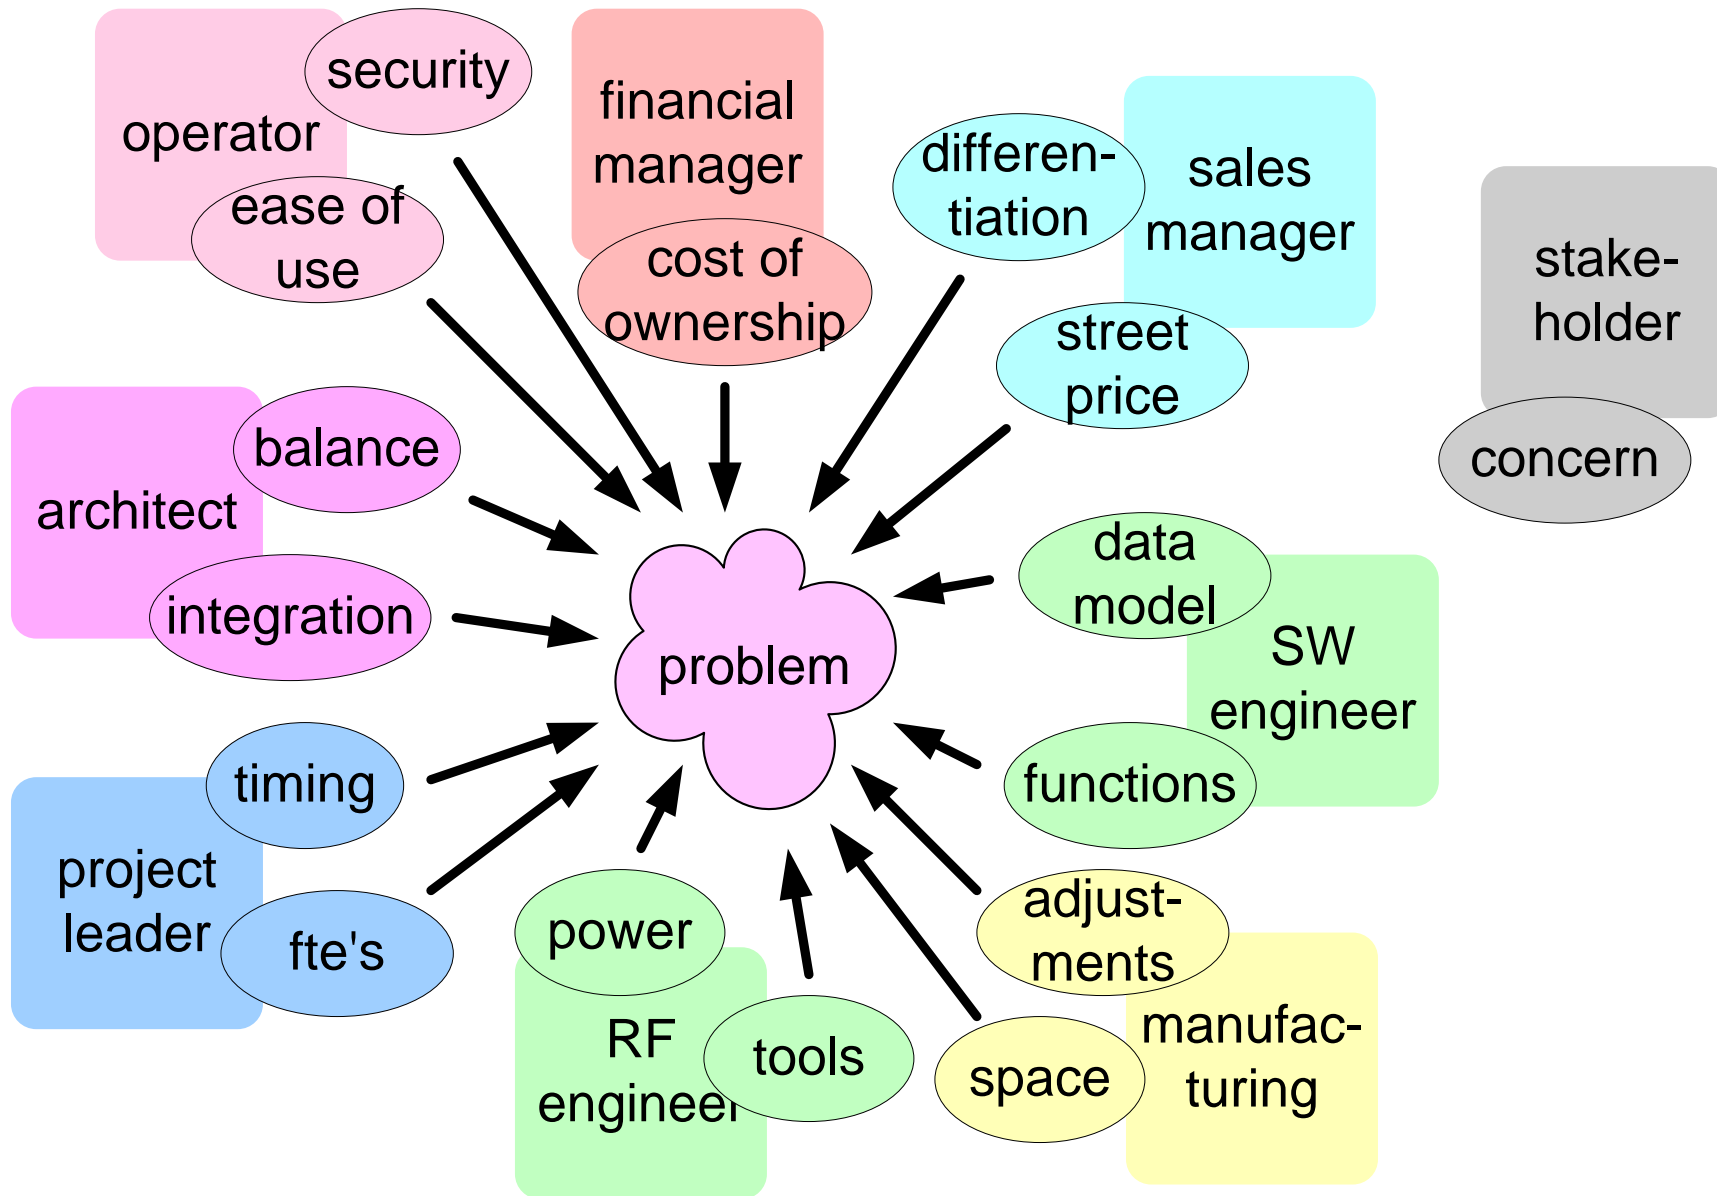 security
operator
ease of
use
financial
manager
cost of
ownership
differen-
tiation
sales
manager
street
price
stake-
holder
concern
balance
architect
integration
problem
data
model
SW
engineer
functions
timing
project
leader
fte's
power
RF
engineer
tools
adjust-
ments
space
manufac-
turing